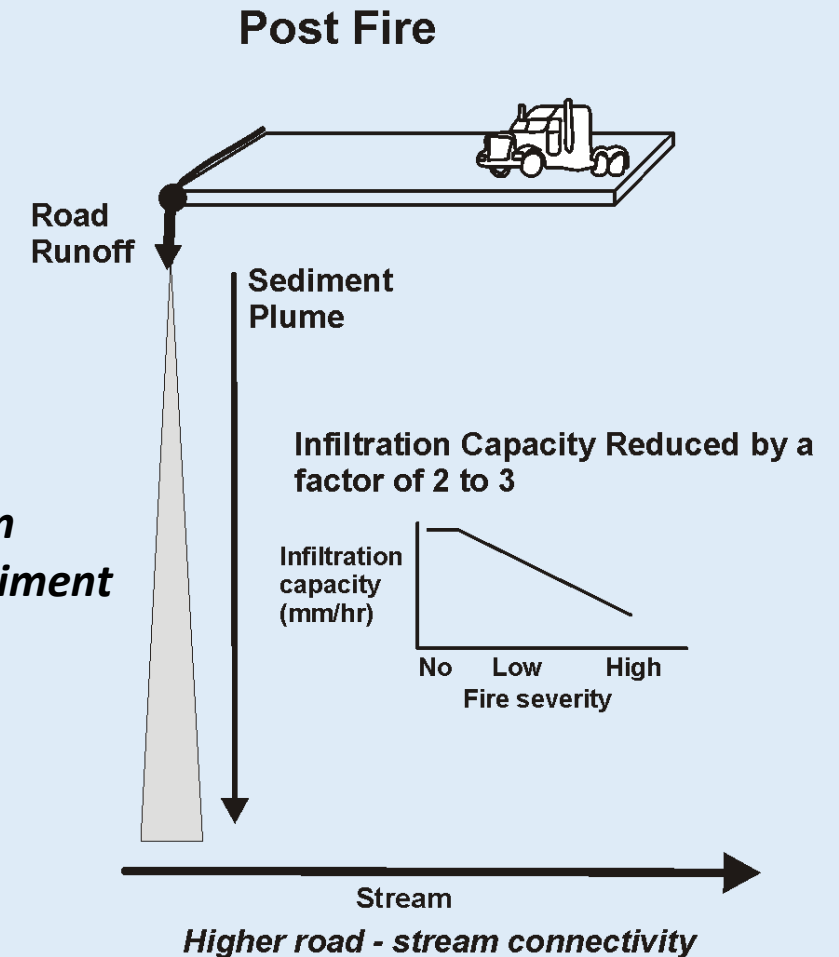 Post Fire
Road
Runoff
Sediment
Plume
Infiltration Capacity Reduced by a
factor of 2 to 3
Infiltration
capacity
(mm/hr)
No Low High
Fire severity
Stream
Higher road - stream connectivity